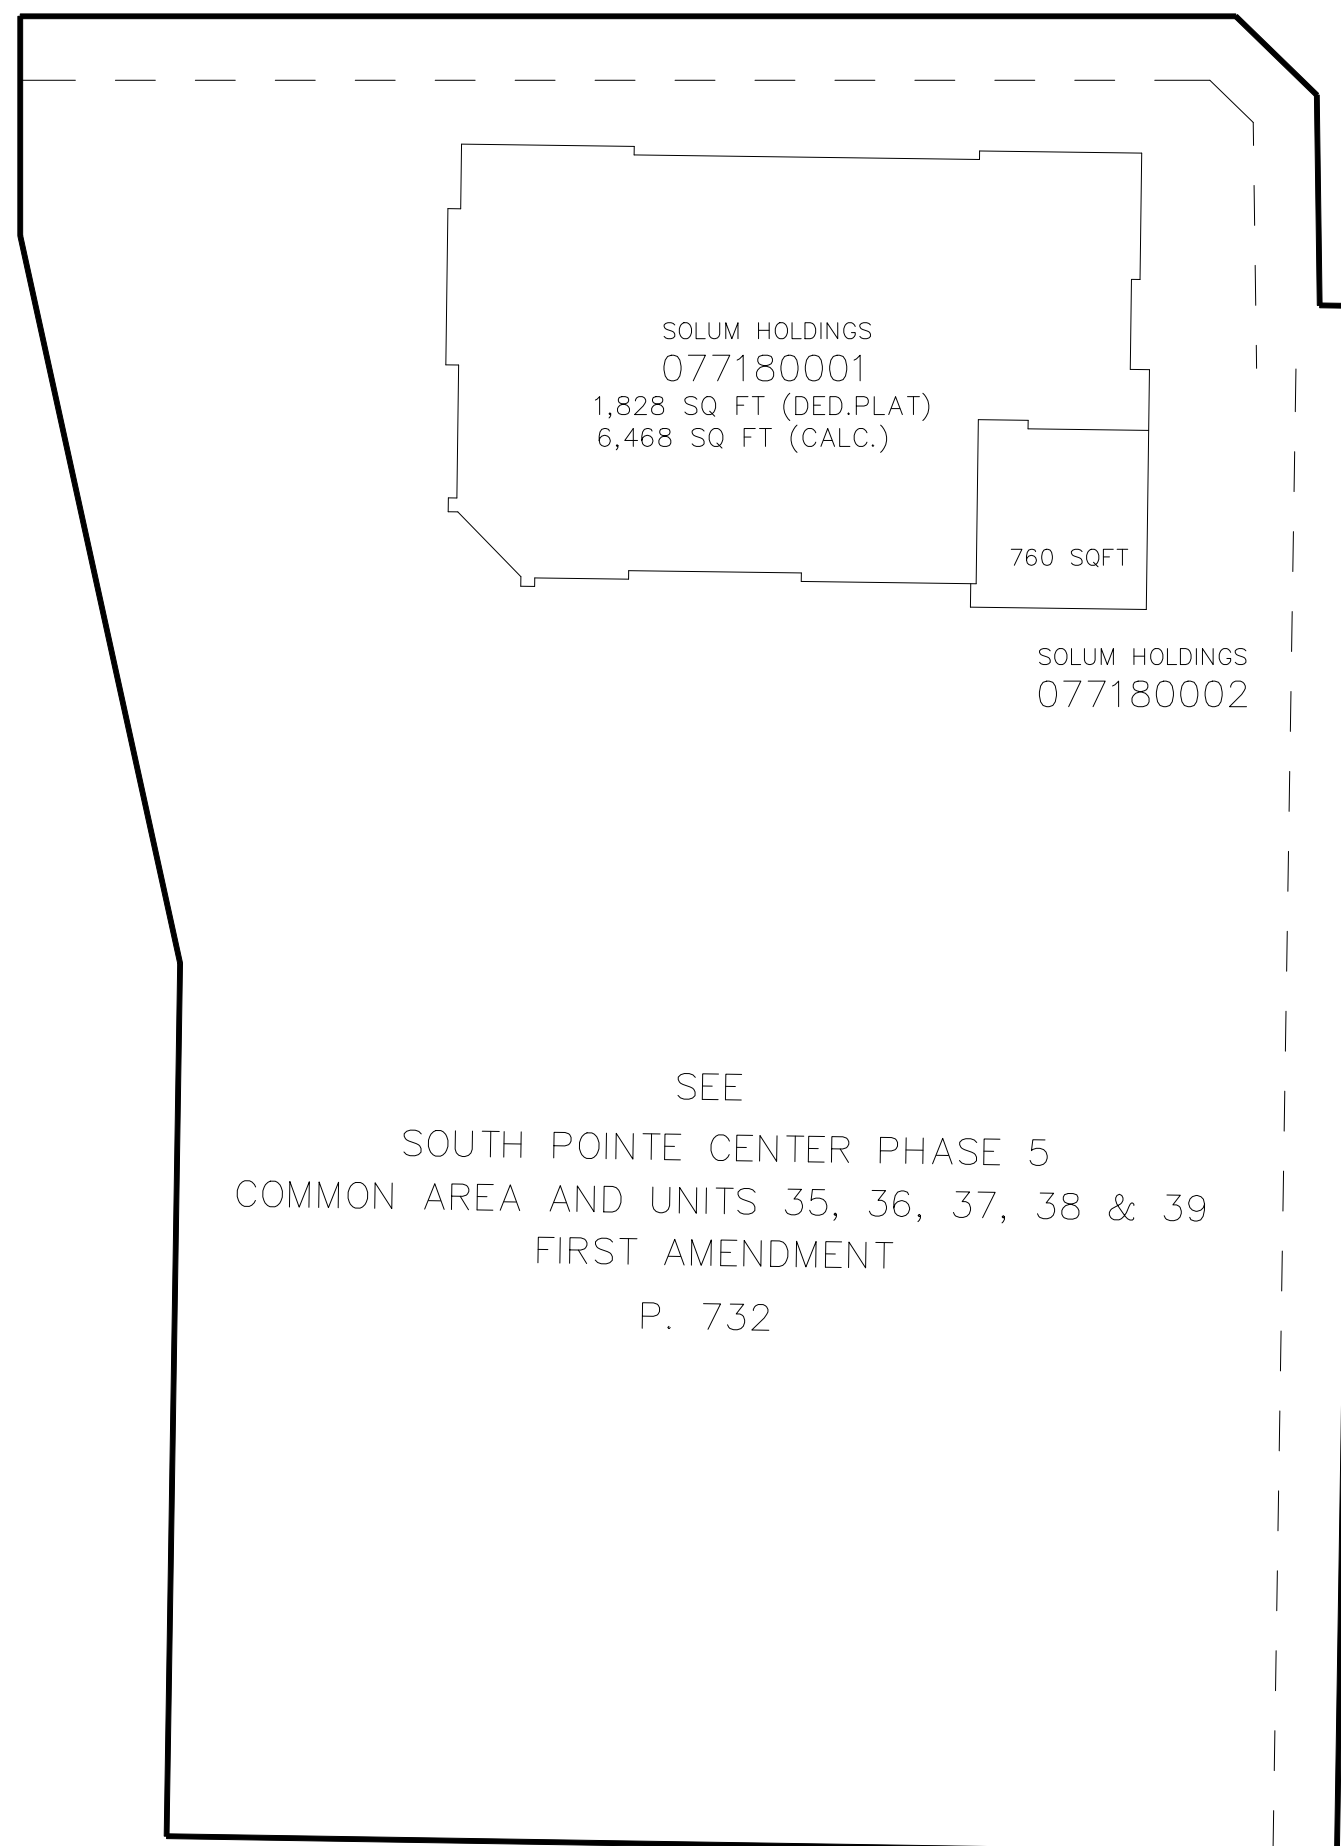 SOLUM HOLDINGS
077180001
1,828 SQ FT (DED.PLAT)
6,468 SQ FT (CALC.)
760 SQFT
SOLUM HOLDINGS
077180002
SEE
SOUTH POINTE CENTER PHASE 5
COMMON AREA AND UNITS 35, 36, 37, 38 & 39
FIRST AMENDMENT
P. 732